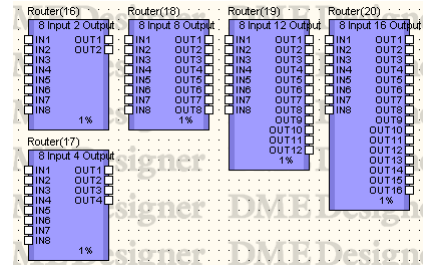 Router(16)
8 Input 2 Output
IN1 OUT1
IN2 OUT2
IN3
IN4
IN5
IN6
IN7
IN8
1%
Router(18)
8 Input 8 Output
IN1 OUT1
IN2 OUT2
IN3 OUT3
IN4 OUT4
IN5 OUT5
IN6 OUT6
IN7 OUT7
IN8 OUT8
1%
Router(19)
8 Input 12 Output
IN1 OUT1
IN2 OUT2
IN3 OUT3
IN4 OUT4
IN5 OUT5
IN6 OUT6
IN7 OUT7
IN8 OUT8
OUT9
OUT10
OUT11
OUT12
1%
Router(20)
8 Input 16 Output
IN1 OUT1
IN2 OUT2
IN3 OUT3
IN4 OUT4
IN5 OUT5
IN6 OUT6
IN7 OUT7
IN8 OUT8
OUT9
OUT10
OUT11
OUT12
OUT13
OUT14
OUT15
OUT16
1%
Router(17)
8 Input 4 Output
IN1 OUT1
IN2 OUT2
IN3 OUT3
IN4 OUT4
IN5
IN6
IN7
IN8
1%
signer DME Designer
signer DME Designer
signer DME Designer